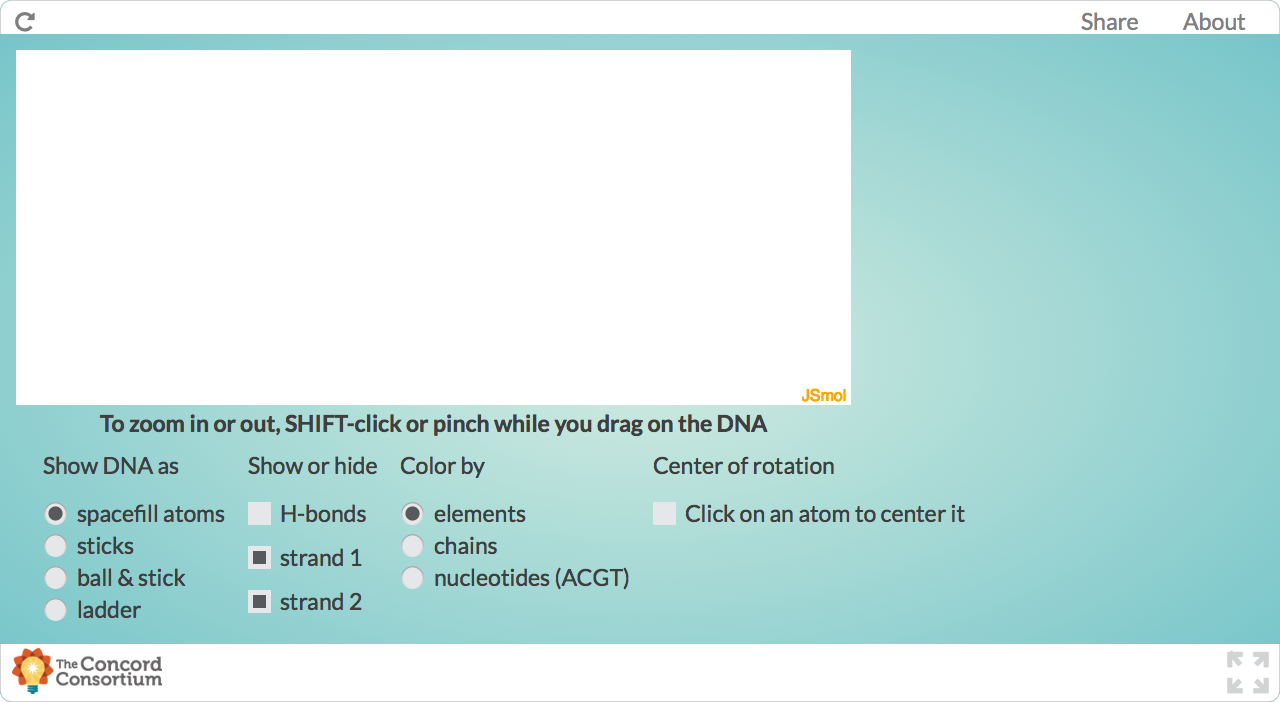 Share About
JSmol
To zoom in or out, SHIFT-click or pinch while you drag on the DNA
Show DNA as
spacefill atoms
sticks
ball & stick
ladder
Show or hide
H-bonds
strand 1
strand 2
Color by
elements
chains
nucleotides (ACGT)
Center of rotation
Click on an atom to center it
The Concord
Consortium